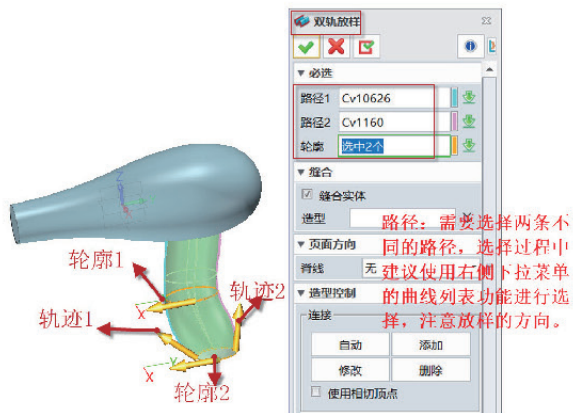 双轨放样
必选
路径1 Cv10626
路径2 Cv1160
轮廓 选中2个
缝合
缝合实体
造型
页面方向
脊线 无
造型控制
连接
自动 添加
修改 删除
使用相切顶点
路径：需要选择两条不
同的路径，选择过程中
建议使用右侧下拉菜单
的曲线列表功能进行选
择，注意放样的方向。
轮廓1
轨迹2
轨迹1
轮廓2
X
X
Y
Z